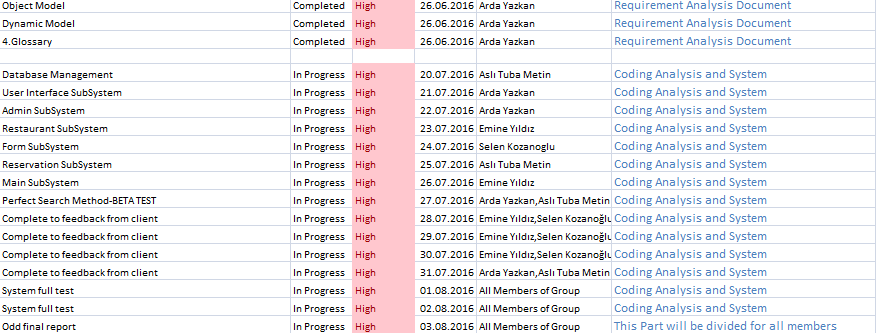 Object Model Completed High 26.06.2016 Arda Yazkan Requirement Analysis Document
Dynamic Model Completed High 26.06.2016 Arda Yazkan Requirement Analysis Document
4.Glossary Completed High 26.06.2016 Arda Yazkan Requirement Analysis Document
Database Management In Progress High 20.07.2016 Aslı Tuba Metin Coding Analysis and System
User Interface SubSystem In Progress High 21.07.2016 Arda Yazkan Coding Analysis and System
Admin SubSystem In Progress High 22.07.2016 Arda Yazkan Coding Analysis and System
Restaurant SubSystem In Progress High 23.07.2016 Emine Yıldız Coding Analysis and System
Form SubSystem In Progress High 24.07.2016 Selen Kozanoglu Coding Analysis and System
Reservation SubSystem In Progress High 25.07.2016 Aslı Tuba Metin Coding Analysis and System
Main SubSystem In Progress High 26.07.2016 Emine Yıldız Coding Analysis and System
Perfect Search Method-BETA TEST In Progress High 27.07.2016 Arda Yazkan,Aslı Tuba Metin Coding Analysis and System
Complete to feedback from client In Progress High 28.07.2016 Emine Yıldız,Selen Kozanoğlu Coding Analysis and System
Complete to feedback from client In Progress High 29.07.2016 Emine Yıldız,Selen Kozanoğlu Coding Analysis and System
Complete to feedback from client In Progress High 30.07.2016 Emine Yıldız,Selen Kozanoğlu Coding Analysis and System
Complete to feedback from client In Progress High 31.07.2016 Arda Yazkan,Aslı Tuba Metin Coding Analysis and System
System full test In Progress High 01.08.2016 All Members of Group Coding Analysis and System
System full test In Progress High 02.08.2016 All Members of Group Coding Analysis and System
Odd final report In Progress High 03.08.2016 All Members of Group This Part will be divided for all members